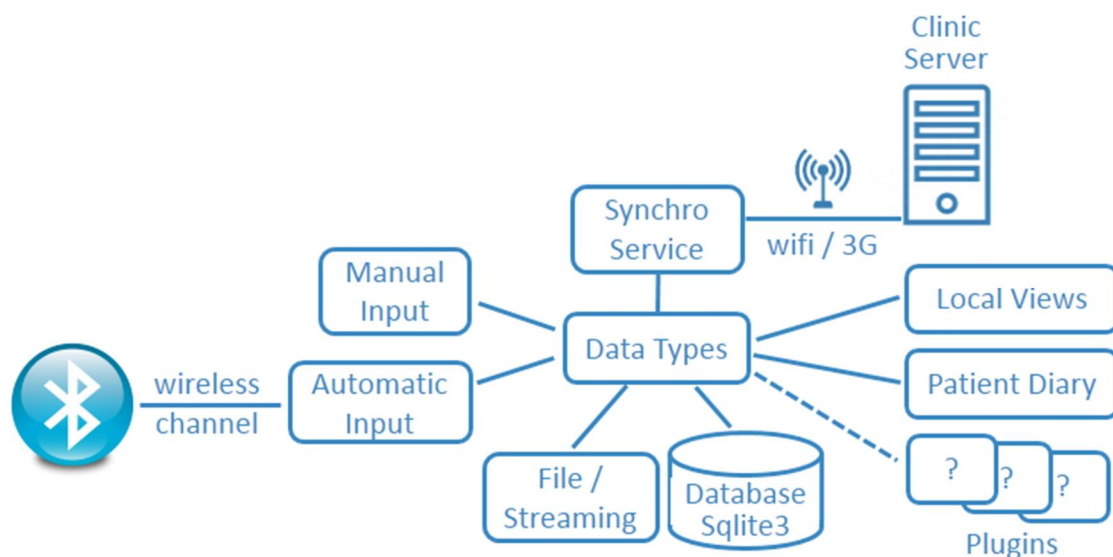 Clinic
Server
Synchro
Service
wifi / 3G
Manual
Input
Data Types
Local Views
wireless
channel
Automatic
Input
Patient Diary
File /
Streaming
Database
Sqlite3
?
?
?
Plugins